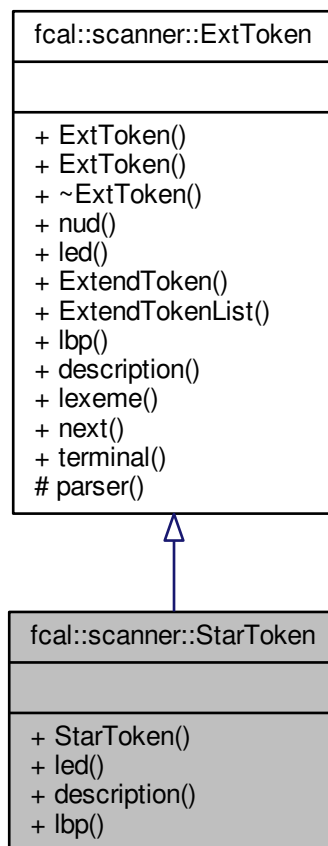 fcal::scanner::ExtToken
+ ExtToken()
+ ExtToken()
+ ~ExtToken()
+ nud()
+ led()
+ ExtendToken()
+ ExtendTokenList()
+ lbp()
+ description()
+ lexeme()
+ next()
+ terminal()
# parser()
fcal::scanner::StarToken
+ StarToken()
+ led()
+ description()
+ lbp()